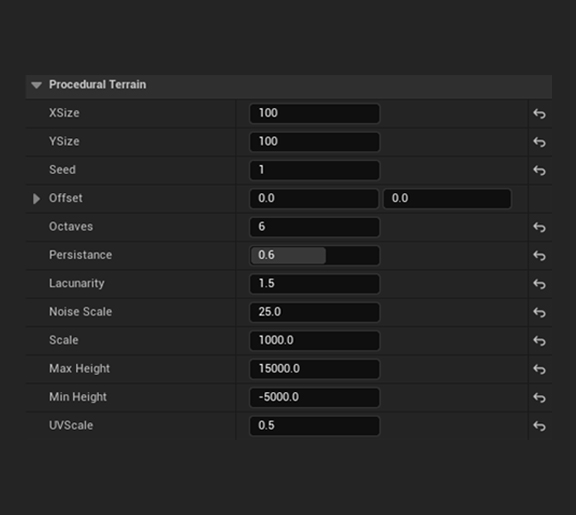 Procedural Terrain
XSize 100
YSize 100
Seed 1
Offset 0.0 0.0
Octaves 6
Persistance 0.6
Lacunarity 1.5
Noise Scale 25.0
Scale 1000.0
Max Height 15000.0
Min Height -5000.0
UVScale 0.5